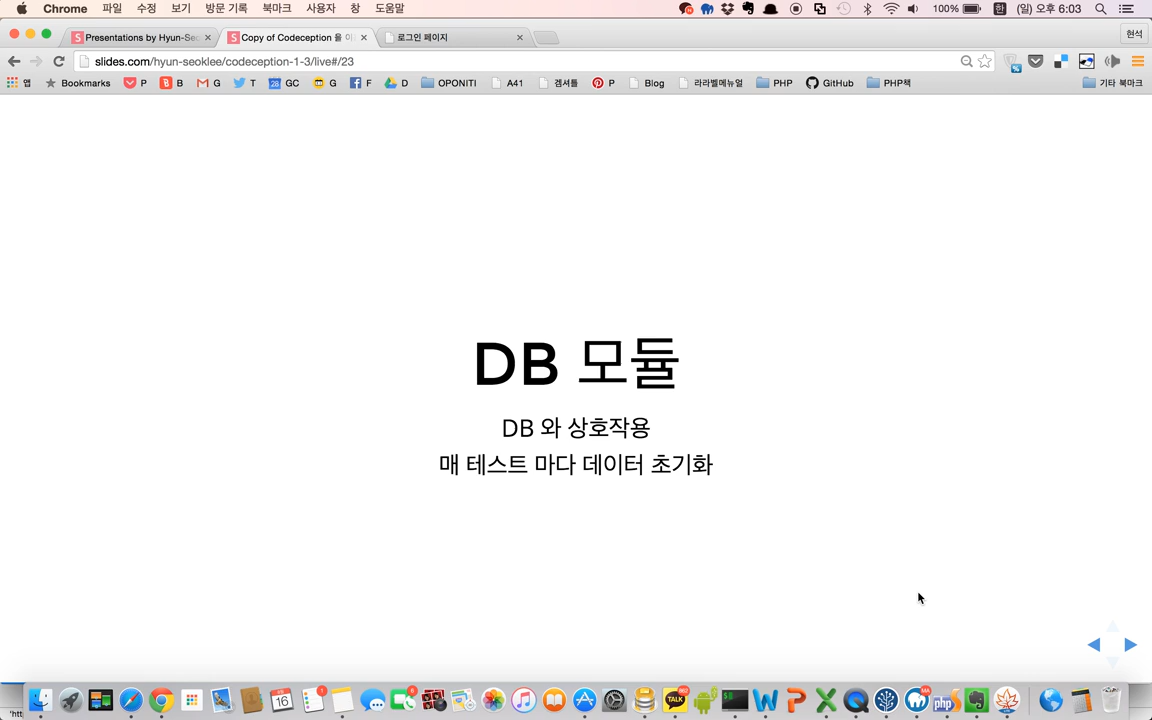 Chrome 파일 수정 보기 방문 기록 북마크 사용자 창 도움말 100% 한 (일) 오후 6:03
Presentations by Hyun-Seo
Copy of Codeception 을 이
로그인 페이지
현석
slides.com/hyun-seoklee/codeception-1-3/live#/23
앱 Bookmarks P B G T GC G F D OPONITI A41 겜셔틀 P Blog 라라벨메뉴얼 PHP GitHub PHP책 기타 북마크
DB 모듈
DB 와 상호작용
매 테스트 마다 데이터 초기화